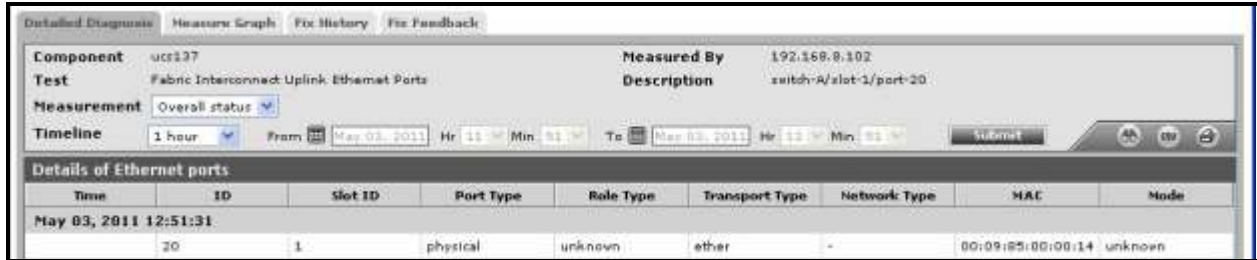 Detailed Diagnosis Measure Graph Fix History Fix Feedback
Component ucs137 Measured By 192.168.8.102
Test Fabric Interconnect Uplink Ethernet Ports Description switch-A/slot-1/port-20
Measurement Overall status
Timeline 1 hour From May 03, 2011 Hr 11 Min 51 To May 03, 2011 Hr 12 Min 51 Submit
Details of Ethernet ports
Time ID Slot ID Port Type Role Type Transport Type Network Type MAC Mode
May 03, 2011 12:51:31
20 1 physical unknown ether - 00:09:85:00:00:14 unknown